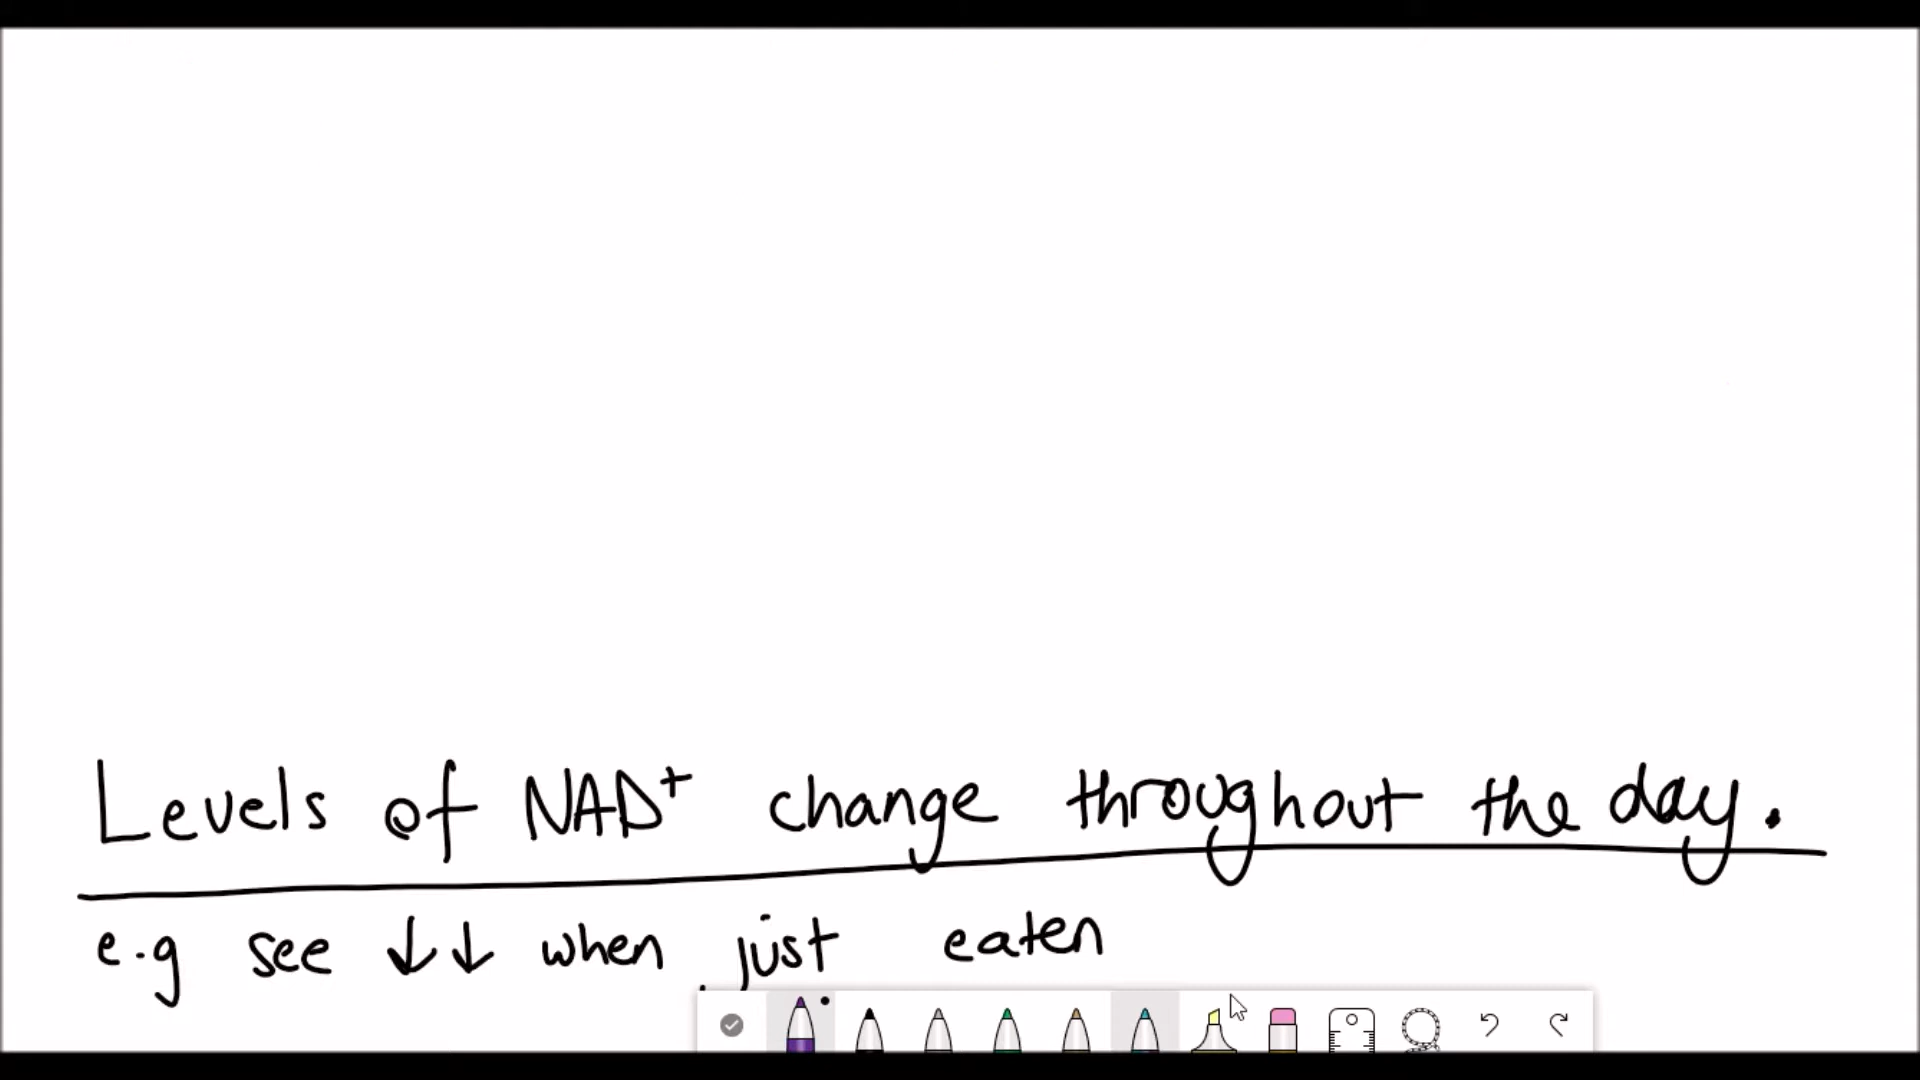 Levels of NAD⁺ change throughout the day.
e.g see ↓↓ when just eaten